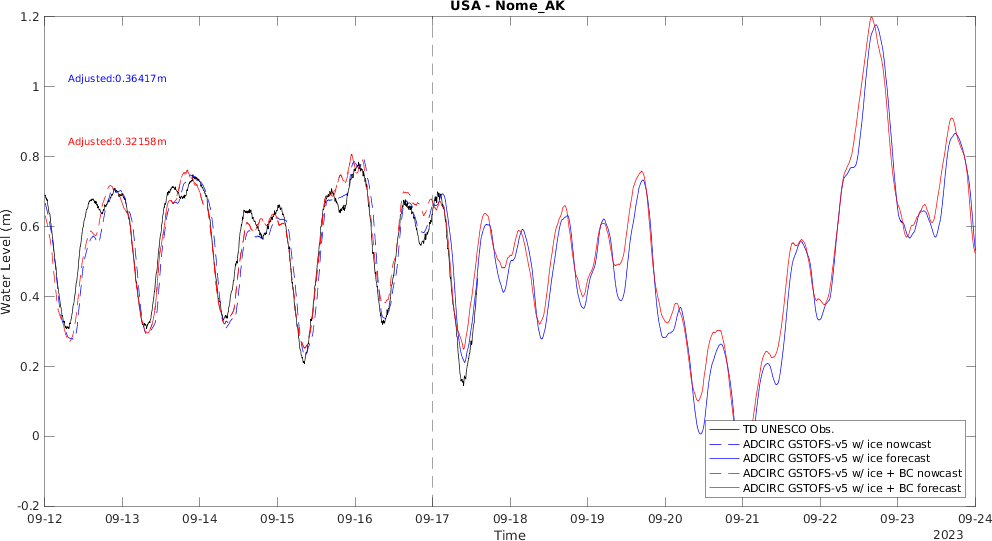 USA - Nome_AK
1.2
1
0.8
0.6
0.4
0.2
0
-0.2
Water Level (m)
Adjusted:0.36417m
Adjusted:0.32158m
TD UNESCO Obs.
ADCIRC GSTOFS-v5 w/ ice nowcast
ADCIRC GSTOFS-v5 w/ ice forecast
ADCIRC GSTOFS-v5 w/ ice + BC nowcast
ADCIRC GSTOFS-v5 w/ ice + BC forecast
09-12 09-13 09-14 09-15 09-16 09-17 09-18 09-19 09-20 09-21 09-22 09-23 09-24
Time
2023